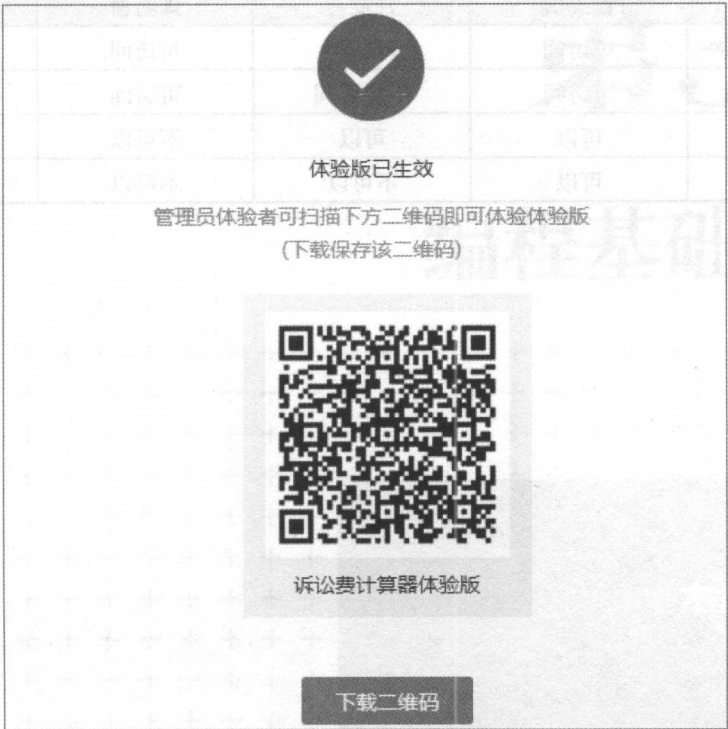 体验版已生效
管理员体验者可扫描下方二维码即可体验体验版
(下载保存该二维码)
诉讼费计算器体验版
下载二维码